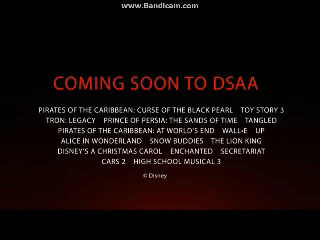 www.Bandicam.com
COMING SOON TO DSAA
PIRATES OF THE CARIBBEAN: CURSE OF THE BLACK PEARL TOY STORY 3
TRON: LEGACY PRINCE OF PERSIA: THE SANDS OF TIME TANGLED
PIRATES OF THE CARIBBEAN: AT WORLD'S END WALL•E UP
ALICE IN WONDERLAND SNOW BUDDIES THE LION KING
DISNEY'S A CHRISTMAS CAROL ENCHANTED SECRETARIAT
CARS 2 HIGH SCHOOL MUSICAL 3
© Disney